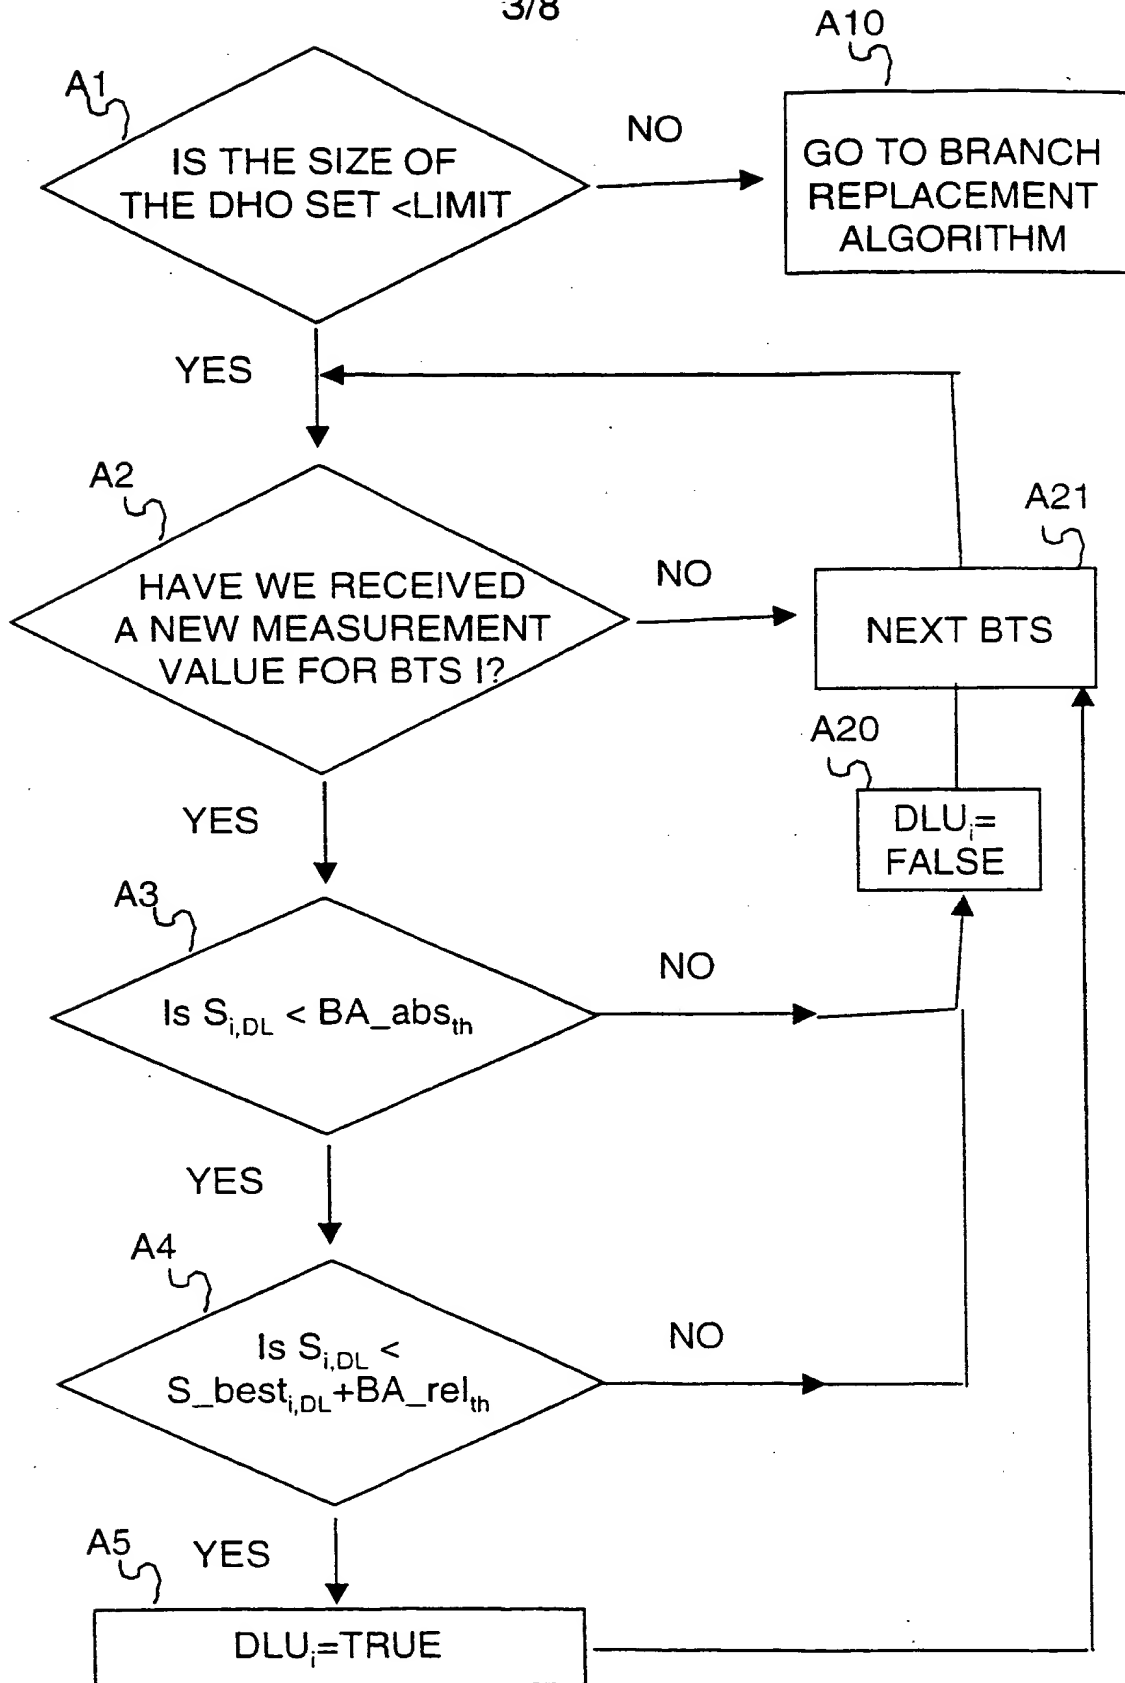 3/8
A10
A1
IS THE SIZE OF
THE DHO SET <LIMIT
NO
GO TO BRANCH
REPLACEMENT
ALGORITHM
YES
A2
HAVE WE RECEIVED
A NEW MEASUREMENT
VALUE FOR BTS I?
NO
A21
NEXT BTS
A20
DLUi=
FALSE
YES
A3
Is Si,DL < BA_absth
NO
YES
A4
Is Si,DL <
S_besti,DL+BA_relth
NO
YES
A5
DLUi=TRUE